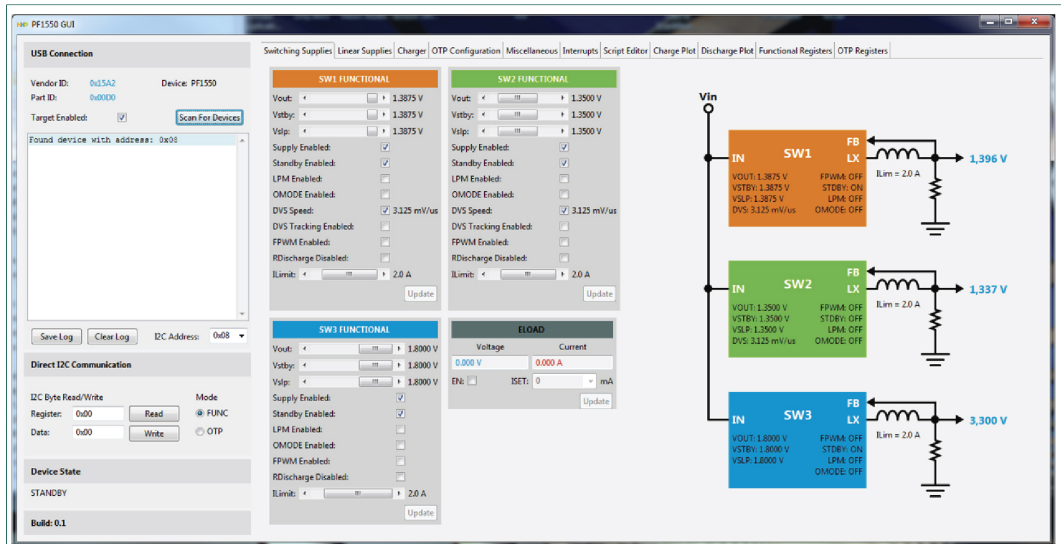 PF1550 GUI
USB Connection
Vendor ID: 0x15A2 Device: PF1550
Part ID: 0x00D0
Target Enabled: Scan For Devices
Found device with address: 0x08
Save Log Clear Log I2C Address: 0x08
Direct I2C Communication
I2C Byte Read/Write Mode
Register: 0x00 Read FUNC
Data: 0x00 Write OTP
Device State
STANDBY
Build: 0.1
Switching Supplies Linear Supplies Charger OTP Configuration Miscellaneous Interrupts Script Editor Charge Plot Discharge Plot Functional Registers OTP Registers
SW1 FUNCTIONAL
Vout: 1.3875 V
Vstby: 1.3875 V
Vslp: 1.3875 V
Supply Enabled:
Standby Enabled:
LPM Enabled:
OMODE Enabled:
DVS Speed: 3.125 mV/us
DVS Tracking Enabled:
FPWM Enabled:
RDischarge Disabled:
ILimit: 2.0 A
Update
SW2 FUNCTIONAL
Vout: 1.3500 V
Vstby: 1.3500 V
Vslp: 1.3500 V
Supply Enabled:
Standby Enabled:
LPM Enabled:
OMODE Enabled:
DVS Speed: 3.125 mV/us
DVS Tracking Enabled:
FPWM Enabled:
RDischarge Disabled:
ILimit: 2.0 A
Update
SW3 FUNCTIONAL
Vout: 1.8000 V
Vstby: 1.8000 V
Vslp: 1.8000 V
Supply Enabled:
Standby Enabled:
LPM Enabled:
OMODE Enabled:
FPWM Enabled:
RDischarge Disabled:
ILimit: 2.0 A
Update
ELOAD
Voltage Current
0.000 V 0.000 A
EN: ISET: 0 mA
Update
Vin
FB
IN SW1 LX 1,396 V
ILim = 2.0 A
VOUT: 1.3875 V FPWM: OFF
VSTBY: 1.3875 V STDBY: ON
VSLP: 1.3875 V LPM: OFF
DVS: 3.125 mV/us OMODE: OFF
FB
IN SW2 LX 1,337 V
ILim = 2.0 A
VOUT: 1.3500 V FPWM: OFF
VSTBY: 1.3500 V STDBY: ON
VSLP: 1.3500 V LPM: OFF
DVS: 3.125 mV/us OMODE: OFF
FB
IN SW3 LX 3,300 V
ILim = 2.0 A
VOUT: 1.8000 V FPWM: OFF
VSTBY: 1.8000 V STDBY: ON
VSLP: 1.8000 V LPM: OFF
OMODE: OFF